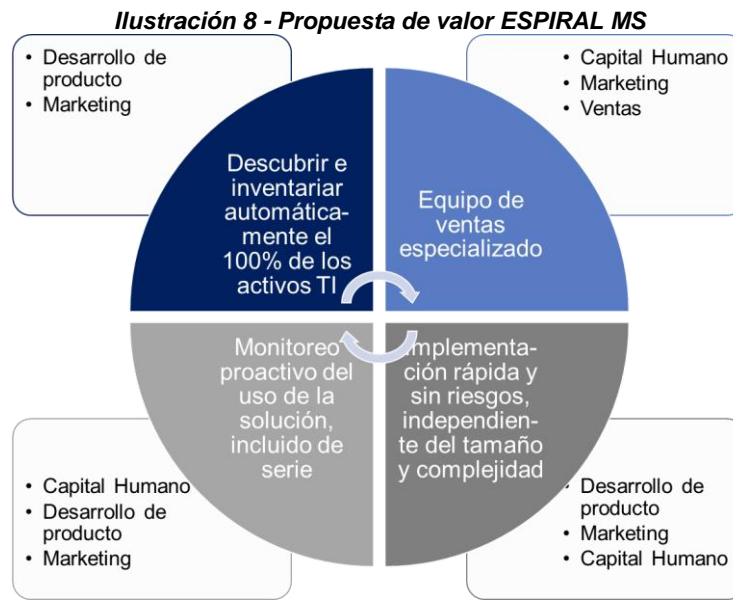 Ilustración 8 - Propuesta de valor ESPIRAL MS
• Desarrollo de
producto
• Marketing
• Capital Humano
• Marketing
• Ventas
Descubrir e
inventariar
automática-
mente el
100% de los
activos TI
Equipo de
ventas
especializado
Monitoreo
proactivo del
uso de la
solución,
incluido de
serie
Implementa-
ción rápida y
sin riesgos,
independien-
te del tamaño
y complejidad
• Capital Humano
• Desarrollo de
producto
• Marketing
• Desarrollo de
producto
• Marketing
• Capital Humano